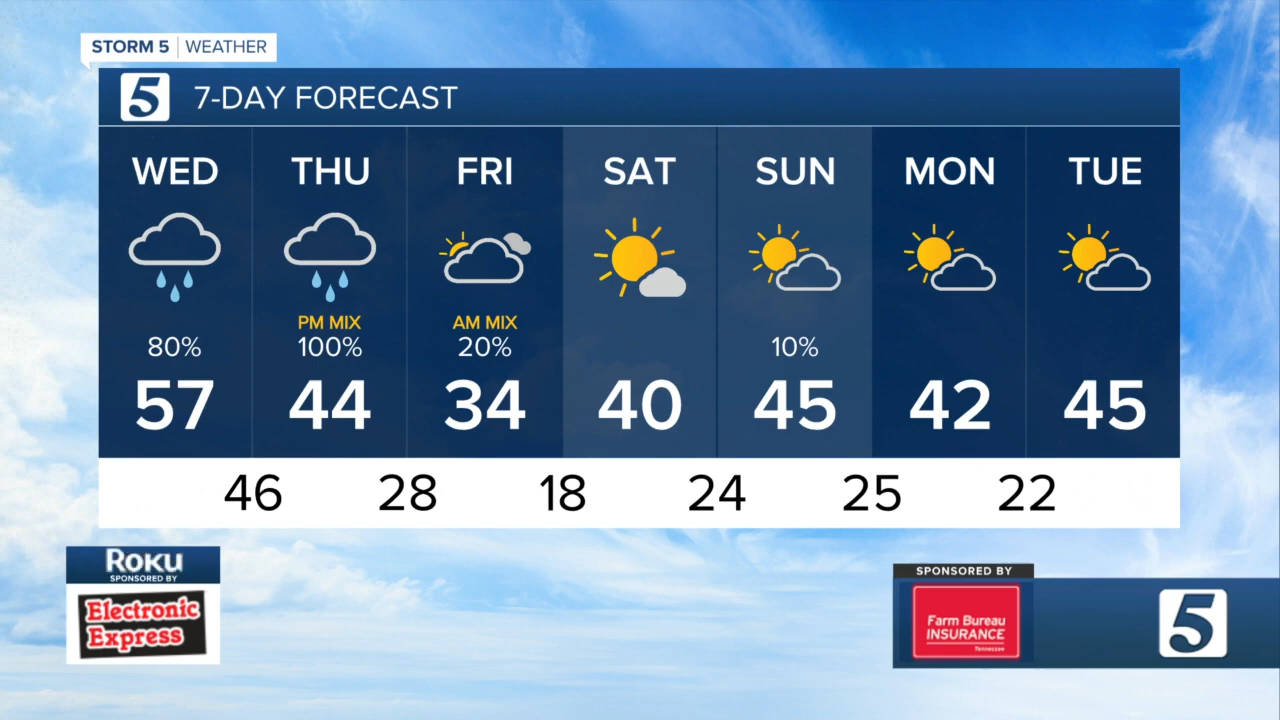 STORM 5 | WEATHER
5 7-DAY FORECAST
WED THU FRI SAT SUN MON TUE
PM MIX AM MIX
80% 100% 20% 10%
57 44 34 40 45 42 45
46 28 18 24 25 22
ROKU
SPONSORED BY
Electronic
Express
SPONSORED BY
Farm Bureau
INSURANCE
Tennessee
5